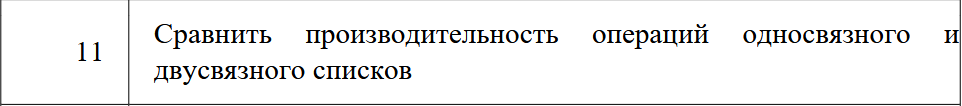 11
Сравнить производительность операций односвязного и
двусвязного списков